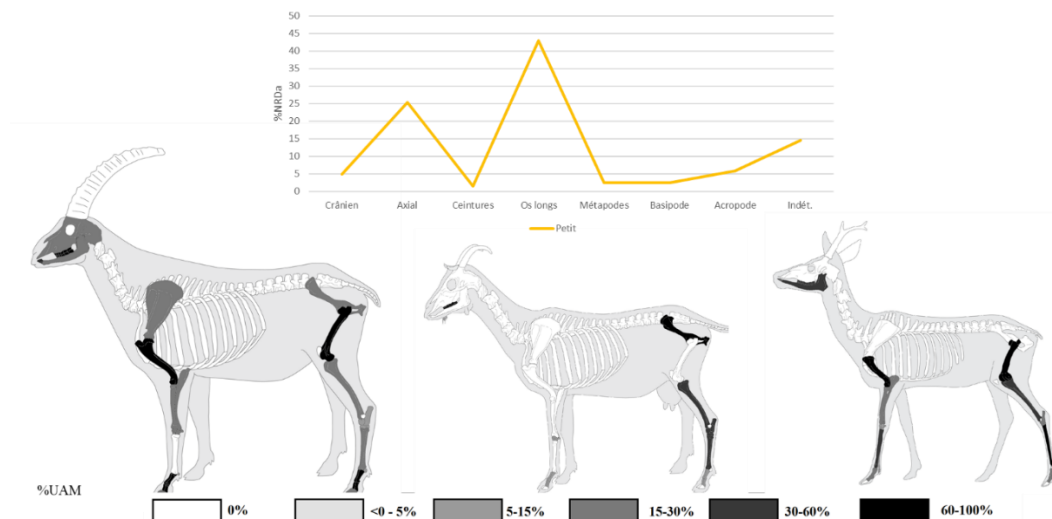 50
45
40
35
30
25
20
15
10
5
0
%NRDa
Crânien Axial Ceintures Os longs Métapodes Basipode Acropode Indét.
Petit
%UAM
0% <0 - 5% 5-15% 15-30% 30-60% 60-100%